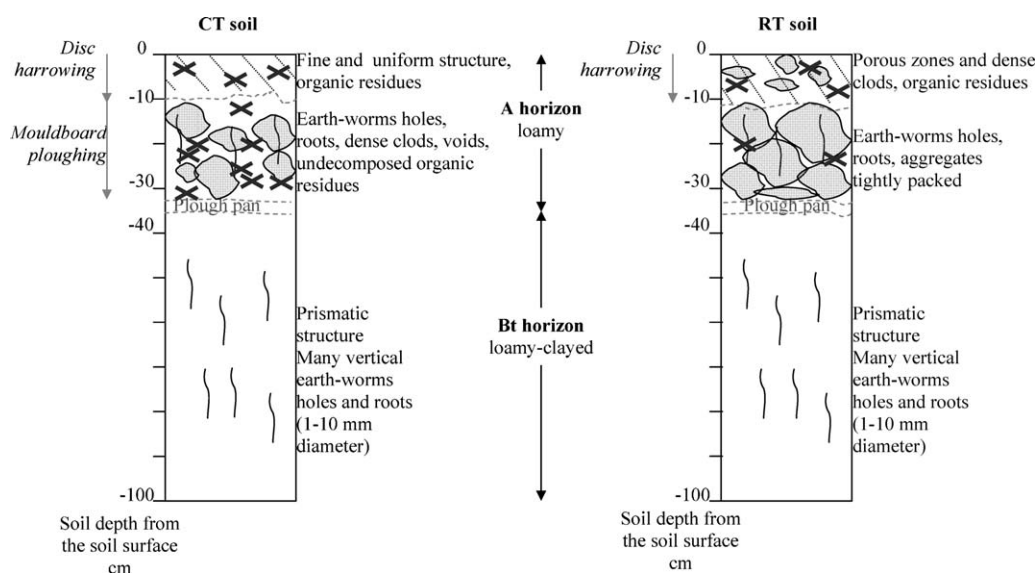 CT soil
Disc
harrowing
Mouldboard
ploughing
0
-10
-20
-30
-40
-100
Fine and uniform structure,
organic residues
Earth-worms holes,
roots, dense clods, voids,
undecomposed organic
residues
Plough pan
Prismatic
structure
Many vertical
earth-worms
holes and roots
(1-10 mm
diameter)
Soil depth from
the soil surface
cm
A horizon
loamy
Bt horizon
loamy-clayed
RT soil
Disc
harrowing
0
-10
-20
-30
-40
-100
Porous zones and dense
clods, organic residues
Earth-worms holes,
roots, aggregates
tightly packed
Plough pan
Prismatic
structure
Many vertical
earth-worms
holes and roots
(1-10 mm
diameter)
Soil depth from
the soil surface
cm